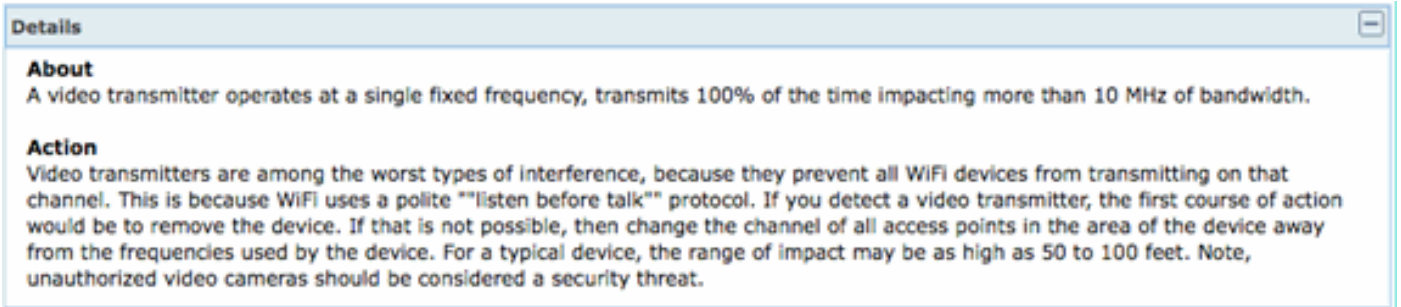 Details
About
A video transmitter operates at a single fixed frequency, transmits 100% of the time impacting more than 10 MHz of bandwidth.
Action
Video transmitters are among the worst types of interference, because they prevent all WiFi devices from transmitting on that
channel. This is because WiFi uses a polite ""listen before talk"" protocol. If you detect a video transmitter, the first course of action
would be to remove the device. If that is not possible, then change the channel of all access points in the area of the device away
from the frequencies used by the device. For a typical device, the range of impact may be as high as 50 to 100 feet. Note,
unauthorized video cameras should be considered a security threat.